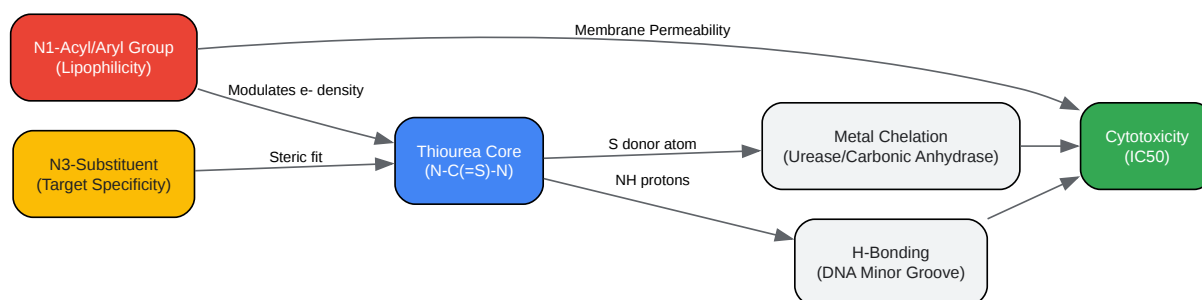 N1-Acyl/Aryl Group
(Lipophilicity)
Membrane Permeability
Modulates e- density
N3-Substituent
(Target Specificity)
Steric fit
Thiourea Core
(N-C(=S)-N)
S donor atom
NH protons
Metal Chelation
(Urease/Carbonic Anhydrase)
H-Bonding
(DNA Minor Groove)
Cytotoxicity
(IC50)